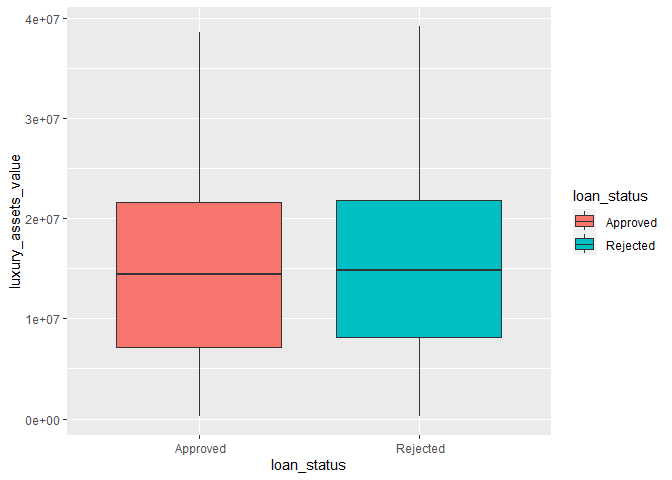 4e+07
3e+07
2e+07
1e+07
0e+00
luxury_assets_value
Approved
Rejected
loan_status
loan_status
Approved
Rejected